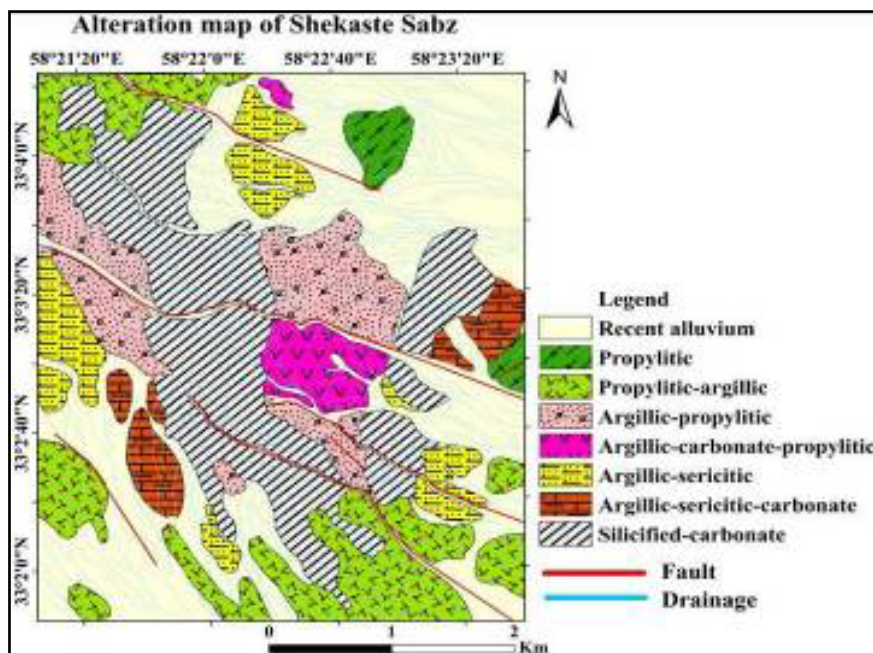 Alteration map of Shekaste Sabz
58°21'20"E 58°22'0"E 58°22'40"E 58°23'20"E
N
33°4'0"N
33°3'20"N
33°2'40"N
33°2'0"N
Legend
Recent alluvium
Propylitic
Propylitic-argillic
Argillic-propylitic
Argillic-carbonate-propylitic
Argillic-sericitic
Argillic-sericitic-carbonate
Silicified-carbonate
Fault
Drainage
0 1 2
Km